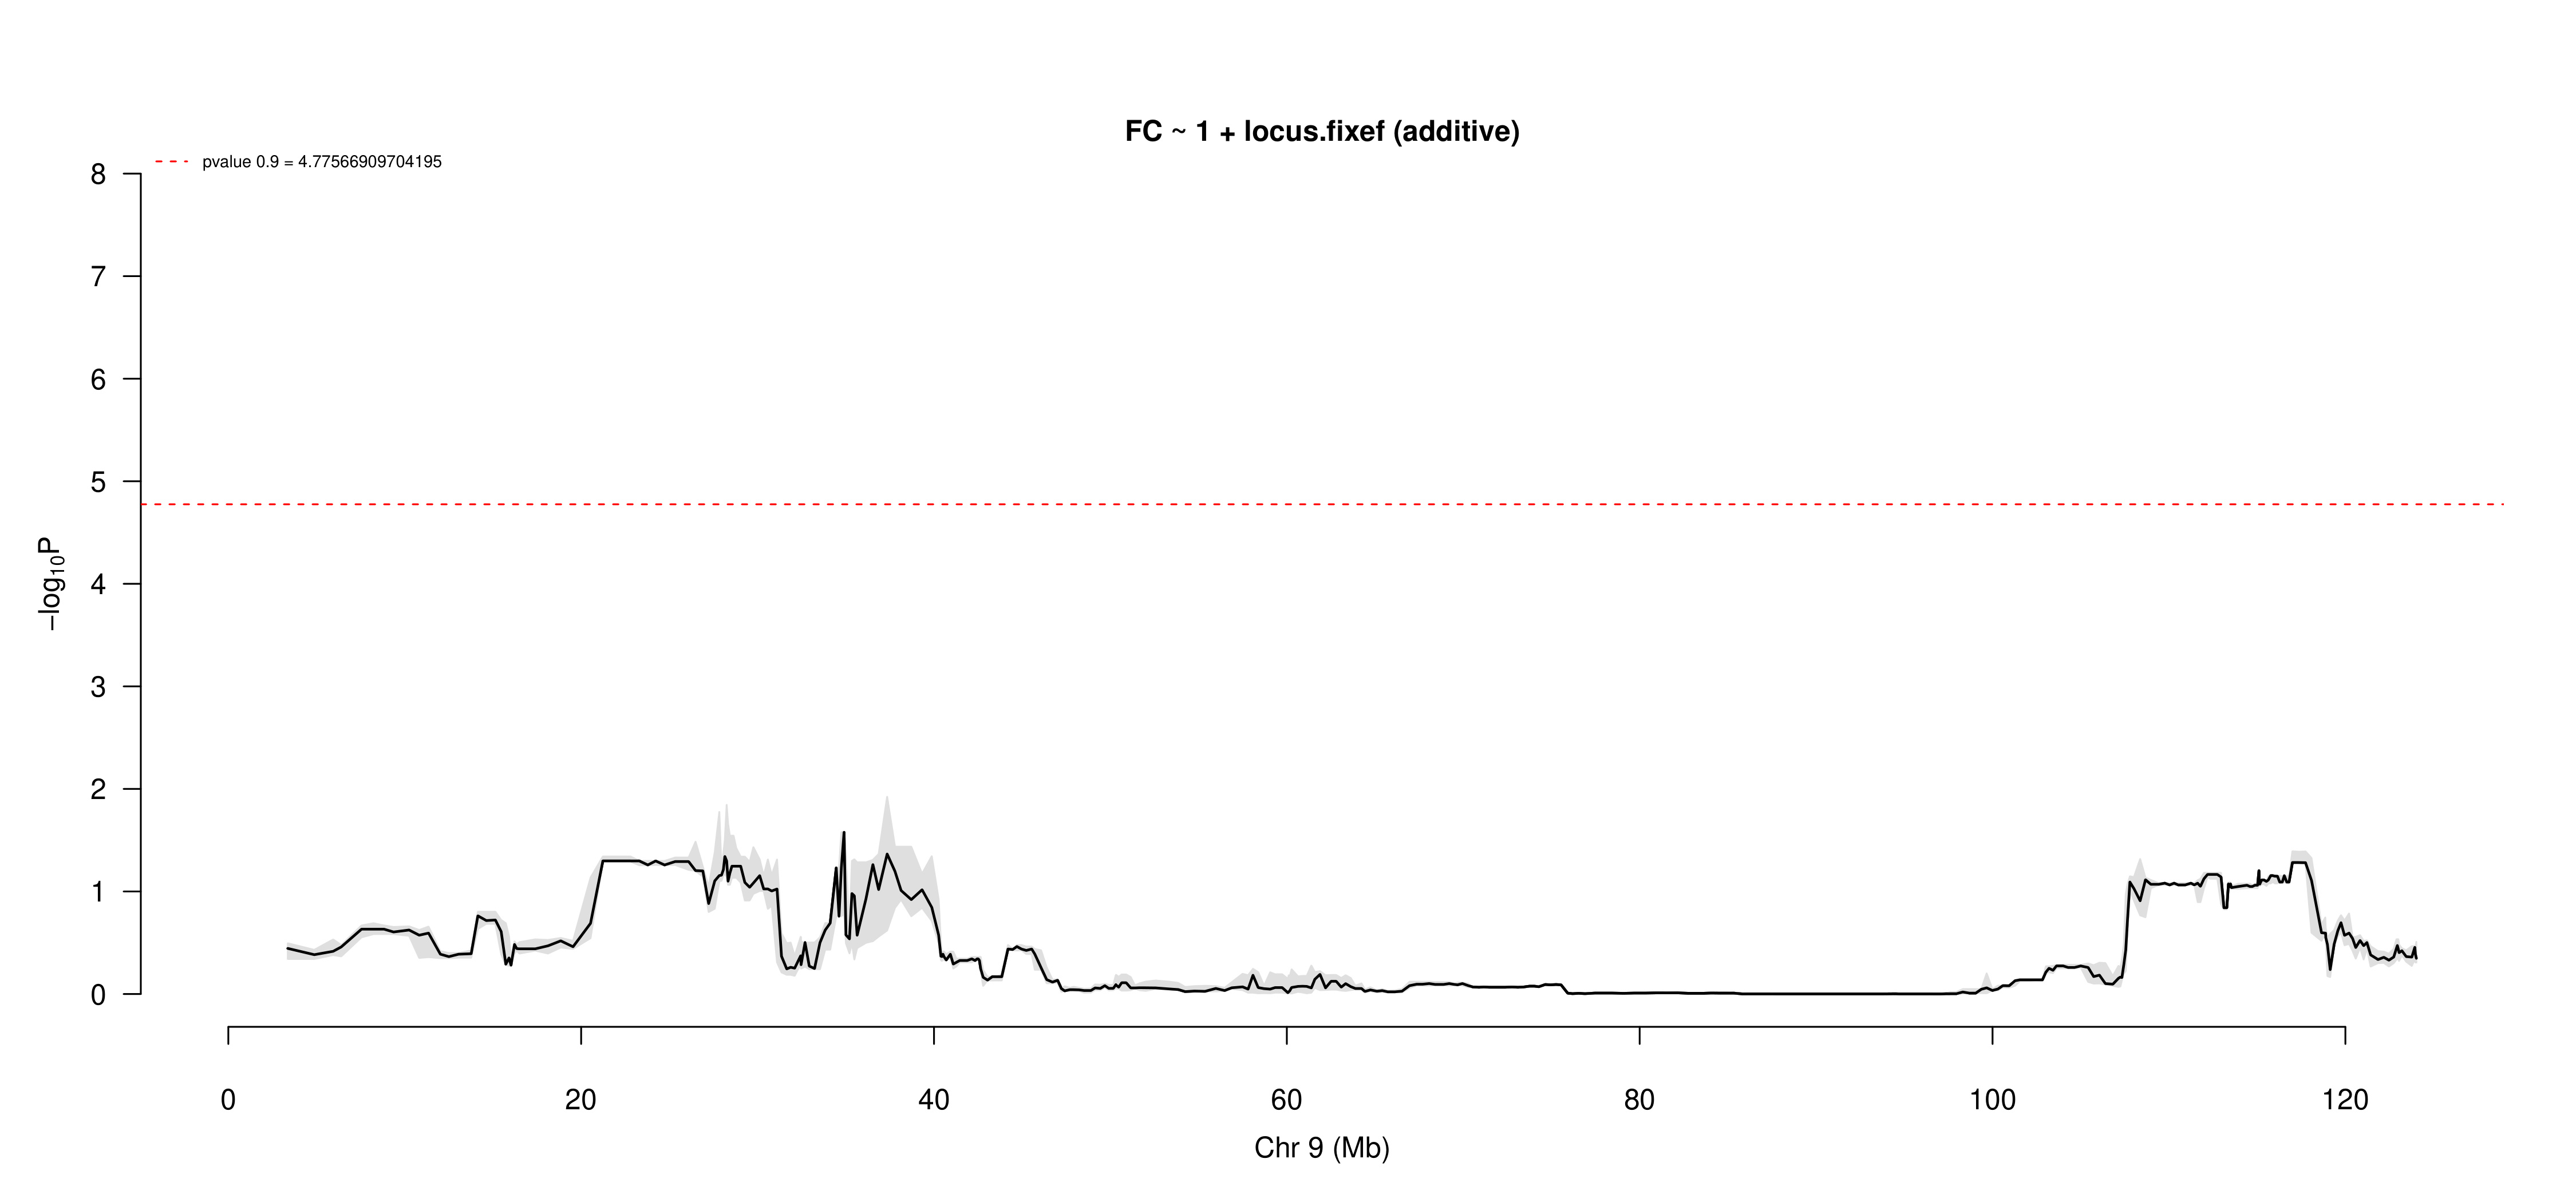 FC ~ 1 + locus.fixef (additive)
pvalue 0.9 = 4.77566909704195
8
7
6
5
4
3
2
1
0
−log10P
0 20 40 60 80 100 120
Chr 9 (Mb)